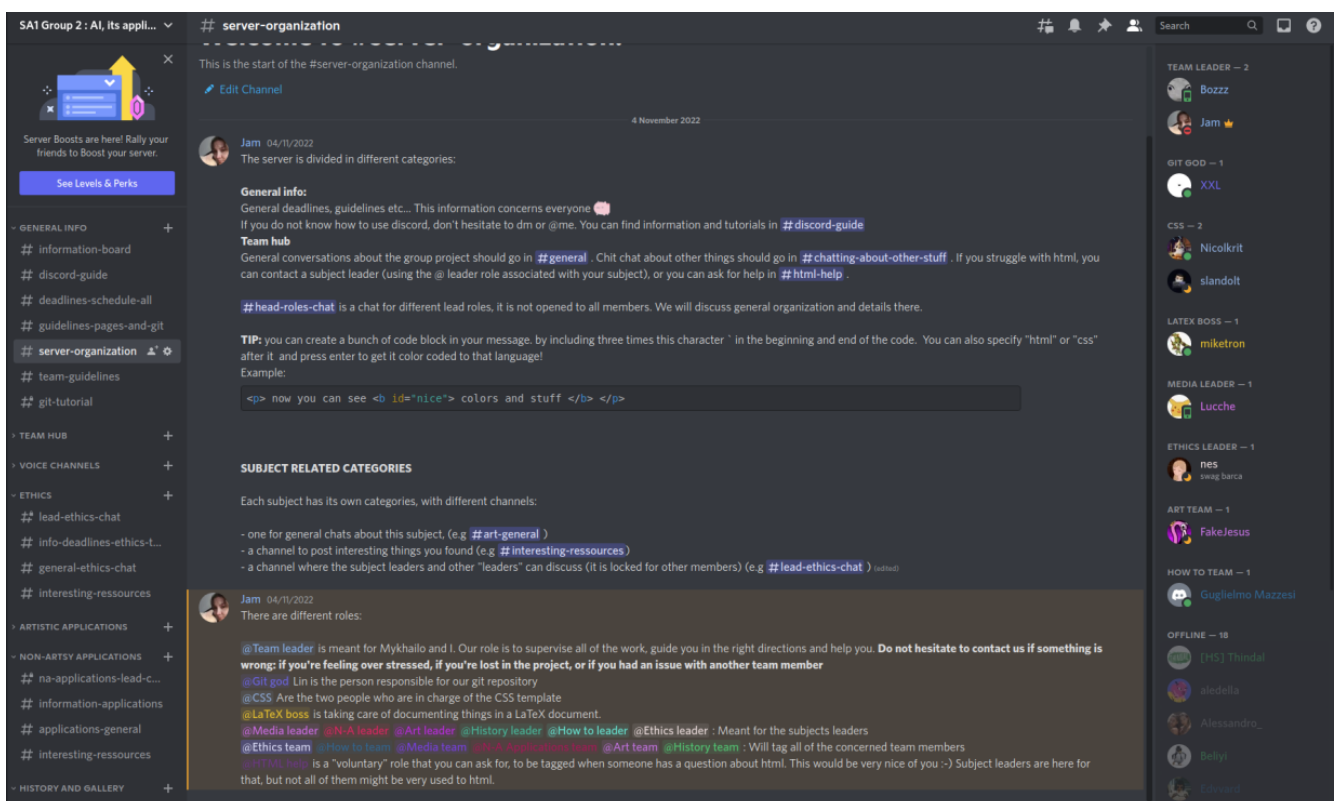 SA1 Group 2 : AI, its appli...
# server-organization
Search
Server Boosts are here! Rally your
friends to Boost your server.
See Levels & Perks
GENERAL INFO
# information-board
# discord-guide
# deadlines-schedule-all
# guidelines-pages-and-git
# server-organization
# team-guidelines
# git-tutorial
TEAM HUB
VOICE CHANNELS
ETHICS
# lead-ethics-chat
# info-deadlines-ethics-t...
# general-ethics-chat
# interesting-ressources
ARTISTIC APPLICATIONS
NON-ARTSY APPLICATIONS
# na-applications-lead-c...
# information-applications
# applications-general
# interesting-ressources
HISTORY AND GALLERY
Welcome to #server-organization!
This is the start of the #server-organization channel.
Edit Channel
4 November 2022
Jam 04/11/2022
The server is divided in different categories:
General info:
General deadlines, guidelines etc... This information concerns everyone
If you do not know how to use discord, don't hesitate to dm or @me. You can find information and tutorials in #discord-guide
Team hub
General conversations about the group project should go in #general . Chit chat about other things should go in #chatting-about-other-stuff . If you struggle with html, you
can contact a subject leader (using the @ leader role associated with your subject), or you can ask for help in #html-help .
#head-roles-chat is a chat for different lead roles, it is not opened to all members. We will discuss general organization and details there.
TIP: you can create a bunch of code block in your message. by including three times this character ` in the beginning and end of the code. You can also specify "html" or "css"
after it and press enter to get it color coded to that language!
Example:
<p> now you can see <b id="nice"> colors and stuff </b> </p>
SUBJECT RELATED CATEGORIES
Each subject has its own categories, with different channels:
- one for general chats about this subject, (e.g #art-general )
- a channel to post interesting things you found (e.g #interesting-ressources)
- a channel where the subject leaders and other "leaders" can discuss (it is locked for other members) (e.g #lead-ethics-chat ) (edited)
Jam 04/11/2022
There are different roles:
@Team leader is meant for Mykhailo and I. Our role is to supervise all of the work, guide you in the right directions and help you. Do not hesitate to contact us if something is
wrong: if you're feeling over stressed, if you're lost in the project, or if you had an issue with another team member
@Git god Lin is the person responsible for our git repository
@CSS Are the two people who are in charge of the CSS template
@LaTeX boss is taking care of documenting things in a LaTeX document.
@Media leader @N-A leader @Art leader @History leader @How to leader @Ethics leader : Meant for the subjects leaders
@Ethics team @How to team @Media team @Art team @History team : Will tag all of the concerned team members
@HTML help is a "voluntary" role that you can ask for, to be tagged when someone has a question about html. This would be very nice of you :-) Subject leaders are here for
that, but not all of them might be very used to html.
TEAM LEADER — 2
Bozzz
Jam
GIT GOD — 1
XXL
CSS — 2
Nicolkrit
slandolt
LATEX BOSS — 1
miketron
MEDIA LEADER — 1
Lucche
ETHICS LEADER — 1
nes
swag barca
ART TEAM — 1
FakeJesus
HOW TO TEAM — 1
Guglielmo Mazzesi
OFFLINE — 18
[HS] Thindal
aledella
Alessandro_
Beliyi
Edvard